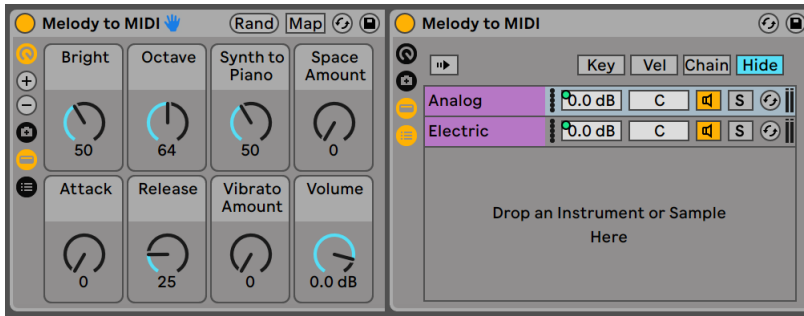 Melody to MIDI
Rand
Map
Bright
Octave
Synth to
Piano
Space
Amount
50
64
50
0
Attack
Release
Vibrato
Amount
Volume
0
25
0
0.0 dB
Melody to MIDI
Key
Vel
Chain
Hide
Analog
0.0 dB
C
S
Electric
0.0 dB
C
S
Drop an Instrument or Sample
Here